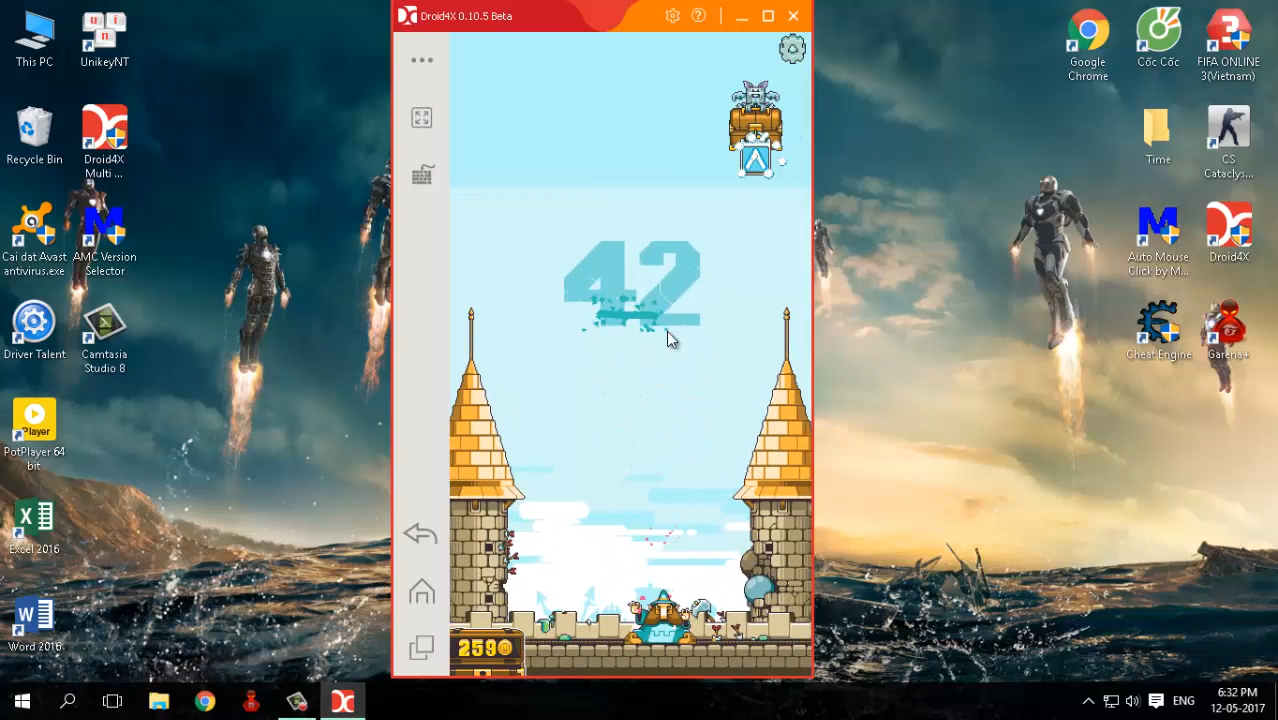 This PC
UnikeyNT
Recycle Bin
Droid4X
Multi ...
Cai dat Avast
antivirus.exe
AMC Version
Selector
Driver Talent
Camtasia
Studio 8
Player
PotPlayer 64
bit
Excel 2016
Word 2016
Droid4X 0.10.5 Beta
42
259
Google
Chrome
Cốc Cốc
FIFA ONLINE
3(Vietnam)
Time
CS
Cataclys...
Auto Mouse
Click by M...
Droid4X
Cheat Engine
Garena+
ENG
6:32 PM
12-05-2017